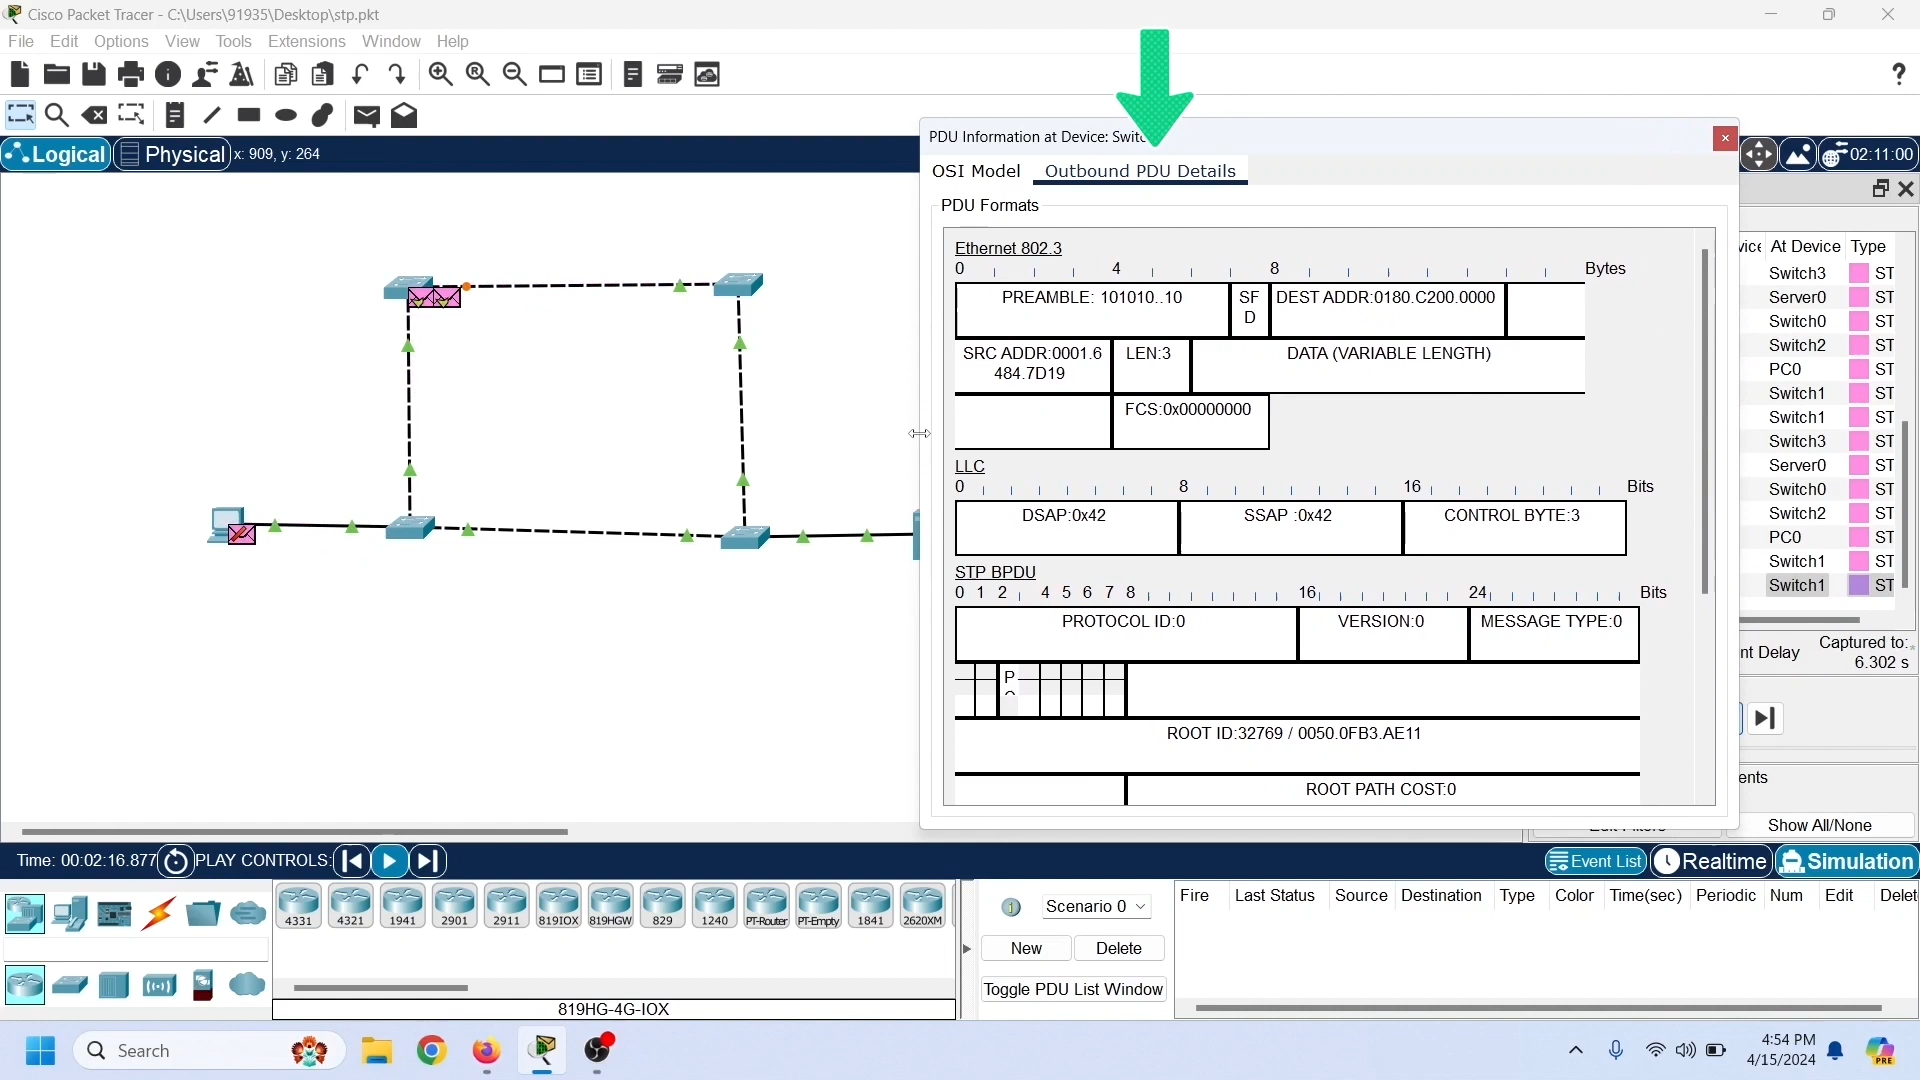 Cisco Packet Tracer - C:\Users\91935\Desktop\stp.pkt
File Edit Options View Tools Extensions Window Help
Logical Physical x: 909, y: 264
02:11:00
PDU Information at Device:
OSI Model Outbound PDU Details
PDU Formats
Ethernet 802.3
0 4 8 Bytes
PREAMBLE: 101010..10
SF
D
DEST ADDR:0180.C200.0000
SRC ADDR:0001.6
484.7D19
LEN:3
DATA (VARIABLE LENGTH)
FCS:0x00000000
LLC
0 8 16 Bits
DSAP:0x42 SSAP :0x42 CONTROL BYTE:3
STP BPDU
0 1 2 4 5 6 7 8 16 24 Bits
PROTOCOL ID:0 VERSION:0 MESSAGE TYPE:0
P
ROOT ID:32769 / 0050.0FB3.AE11
ROOT PATH COST:0
At Device Type
Switch3 ST
Server0 ST
Switch0 ST
Switch2 ST
PC0 ST
Switch1 ST
Switch1 ST
Switch3 ST
Server0 ST
Switch0 ST
Switch2 ST
PC0 ST
Switch1 ST
Switch1 ST
nt Delay
Captured to:
6.302 s
ents
Show All/None
Time: 00:02:16.877 PLAY CONTROLS:
Event List Realtime Simulation
4331 4321 1941 2901 2911 819IOX 819HGW 829 1240 PT-Router PT-Empty 1841 2620XM
819HG-4G-IOX
Scenario 0
New Delete
Toggle PDU List Window
Fire Last Status Source Destination Type Color Time(sec) Periodic Num Edit Delet
Search
PRE
4:54 PM
4/15/2024